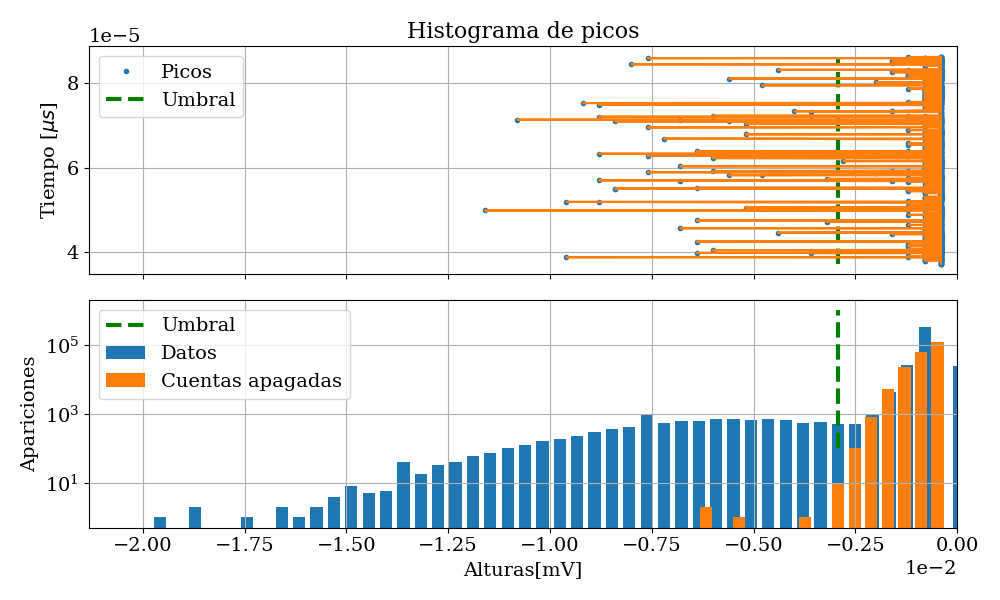 Histograma de picos
1e−5
Picos
Umbral
8
6
4
Tiempo [μs]
Umbral
Datos
Cuentas apagadas
10^5
10^3
10^1
Apariciones
−2.00 −1.75 −1.50 −1.25 −1.00 −0.75 −0.50 −0.25 0.00
Alturas[mV]
1e−2